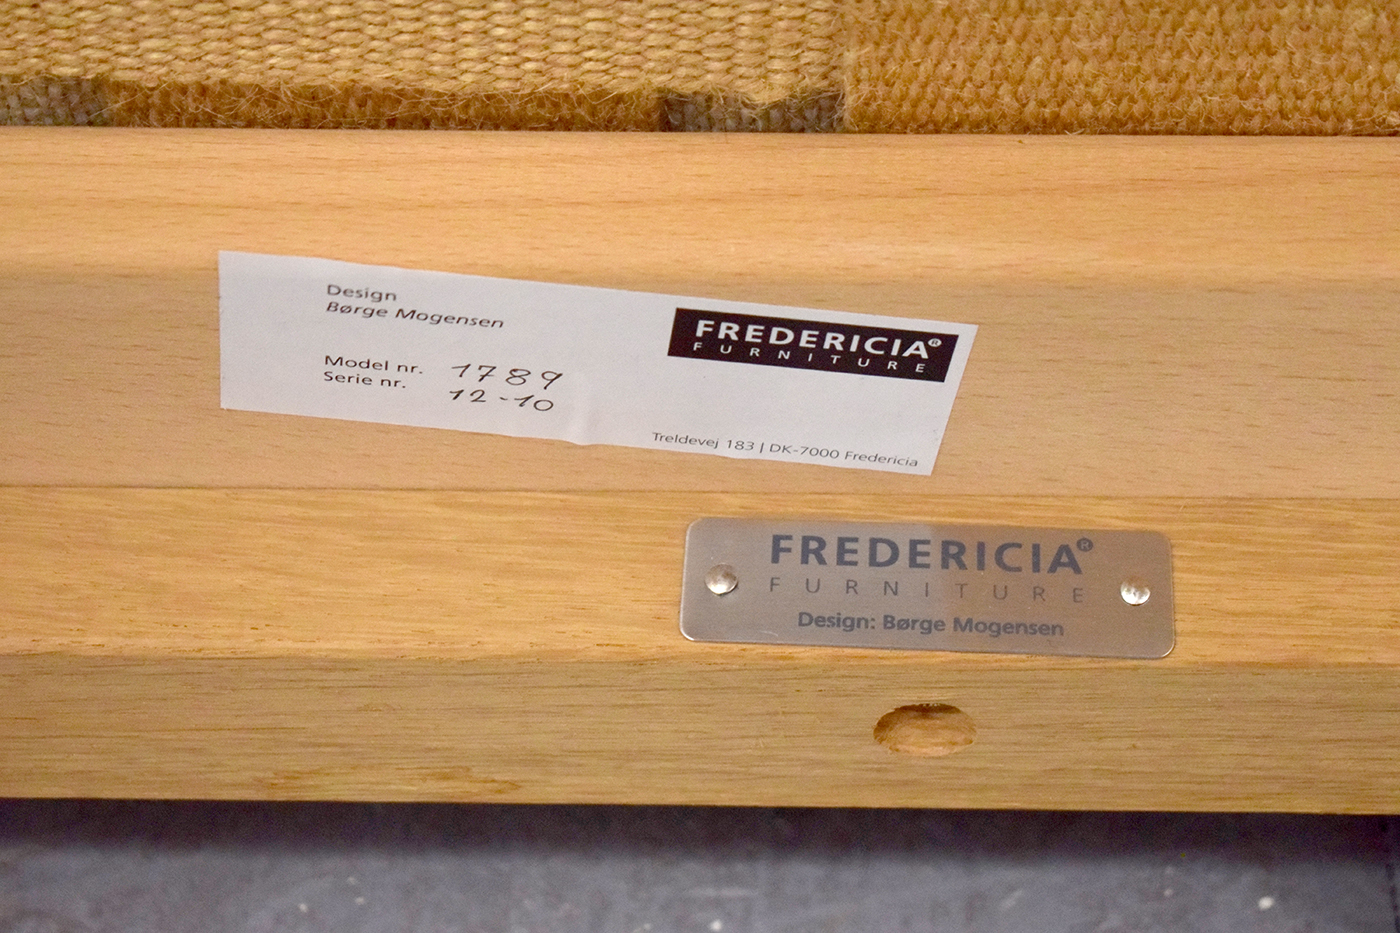 Design
Børge Mogensen
Model nr. 1789
Serie nr. 12-10
FREDERICIA®
FURNITURE
Treldevej 183 | DK-7000 Fredericia
FREDERICIA®
FURNITURE
Design: Børge Mogensen